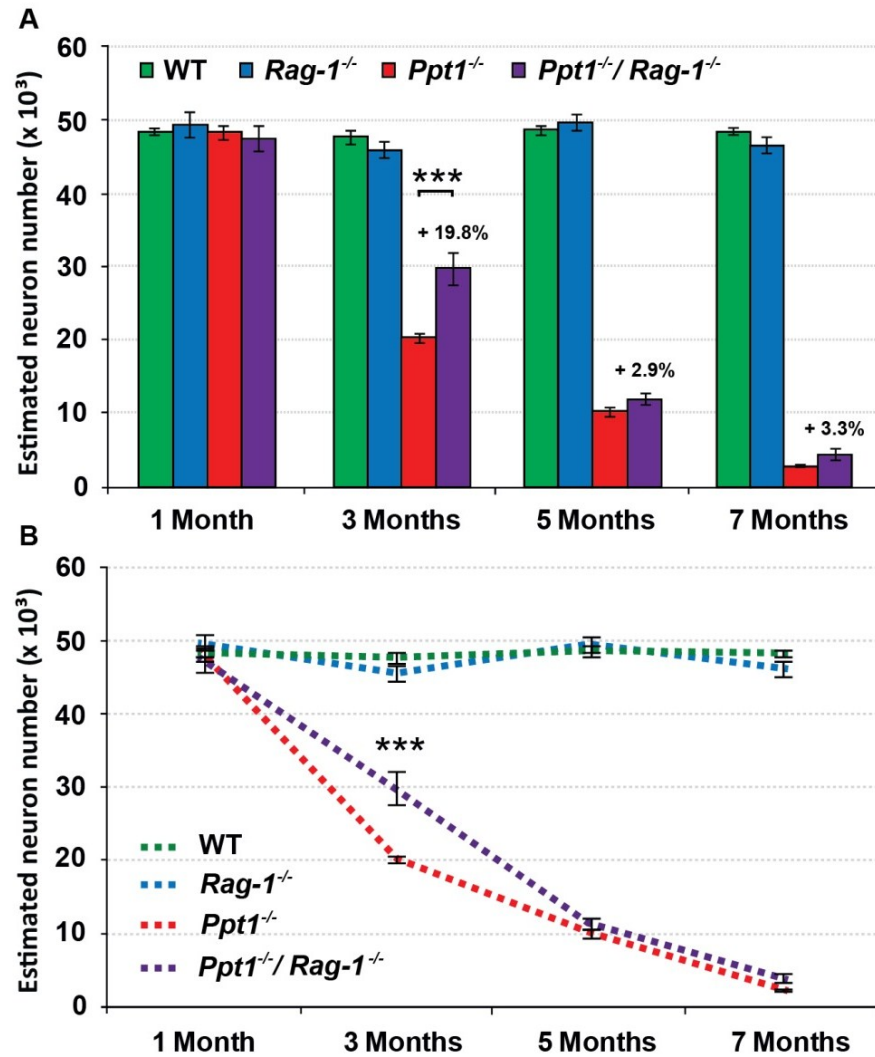 A
Estimated neuron number (x 10³)
60
50
40
30
20
10
0
WT Rag-1⁻/⁻ Ppt1⁻/⁻ Ppt1⁻/⁻/ Rag-1⁻/⁻
***
+ 19.8%
+ 2.9%
+ 3.3%
1 Month 3 Months 5 Months 7 Months
B
Estimated neuron number (x 10³)
60
50
40
30
20
10
0
***
WT
Rag-1⁻/⁻
Ppt1⁻/⁻
Ppt1⁻/⁻/ Rag-1⁻/⁻
1 Month 3 Months 5 Months 7 Months